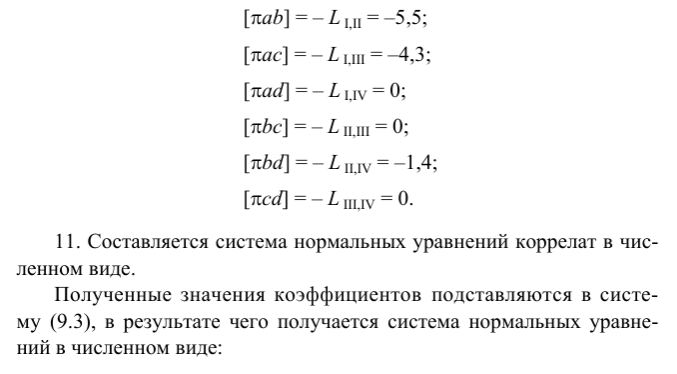 [πab] = – L I,II = –5,5;
[πac] = – L I,III = –4,3;
[πad] = – L I,IV = 0;
[πbc] = – L II,III = 0;
[πbd] = – L II,IV = –1,4;
[πcd] = – L III,IV = 0.
11. Составляется система нормальных уравнений коррелат в чис-
ленном виде.
Полученные значения коэффициентов подставляются в систе-
му (9.3), в результате чего получается система нормальных уравне-
ний в численном виде: